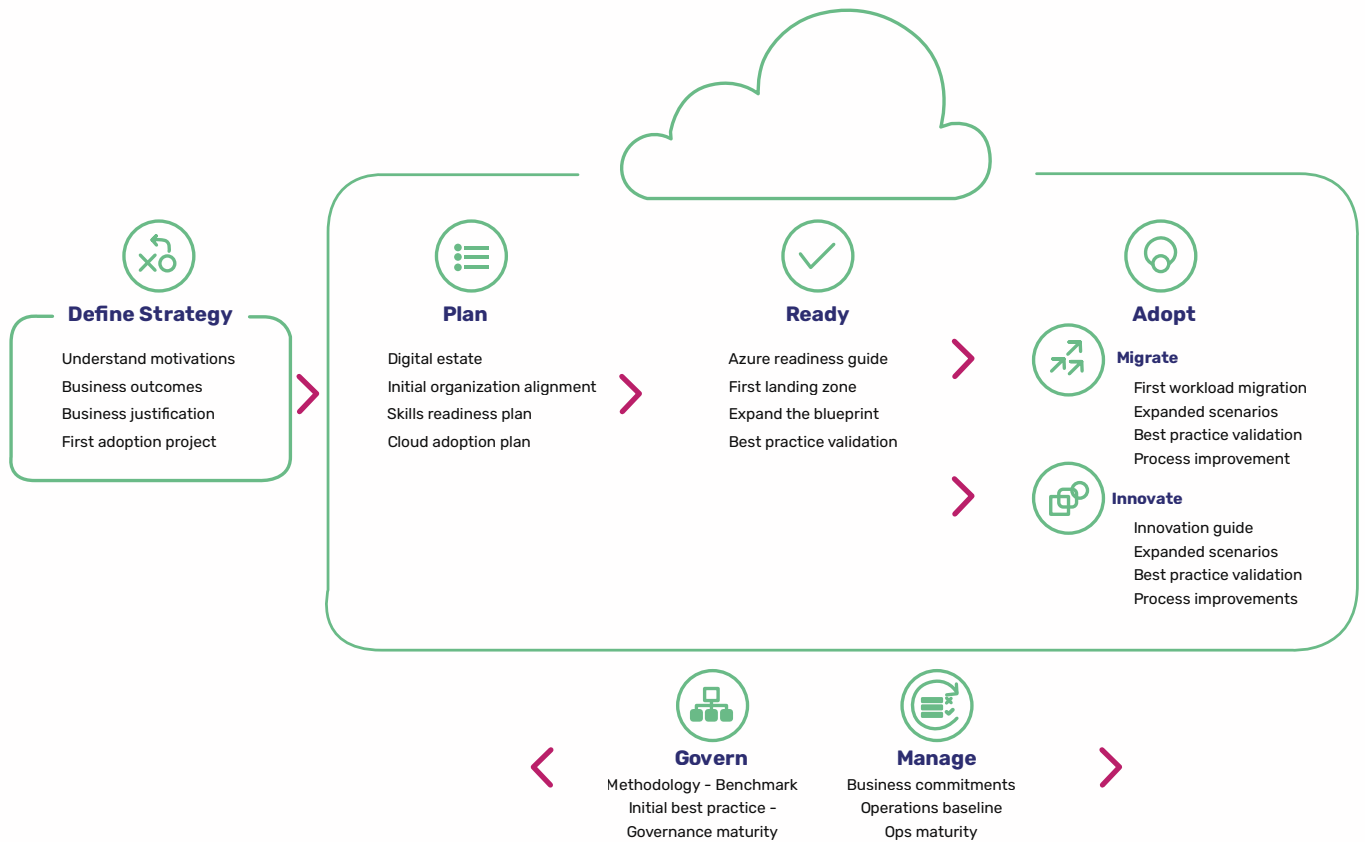 Define Strategy
Understand motivations
Business outcomes
Business justification
First adoption project
Plan
Digital estate
Initial organization alignment
Skills readiness plan
Cloud adoption plan
Ready
Azure readiness guide
First landing zone
Expand the blueprint
Best practice validation
Adopt
Migrate
First workload migration
Expanded scenarios
Best practice validation
Process improvement
Innovate
Innovation guide
Expanded scenarios
Best practice validation
Process improvements
Govern
Methodology - Benchmark
Initial best practice -
Governance maturity
Manage
Business commitments
Operations baseline
Ops maturity